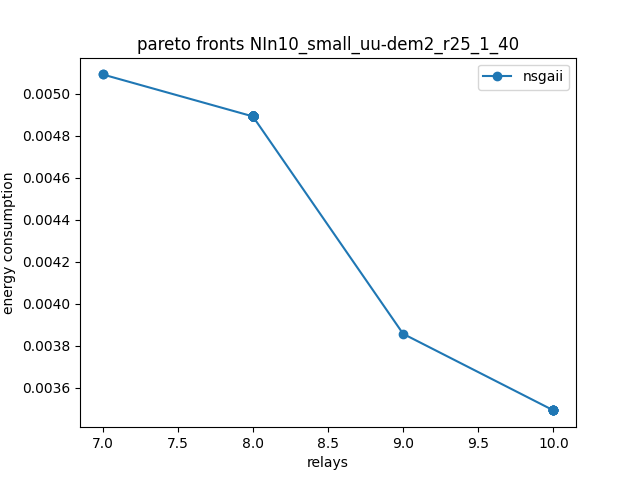 pareto fronts NIn10_small_uu-dem2_r25_1_40
nsgaii
energy consumption
0.0050
0.0048
0.0046
0.0044
0.0042
0.0040
0.0038
0.0036
7.0 7.5 8.0 8.5 9.0 9.5 10.0
relays